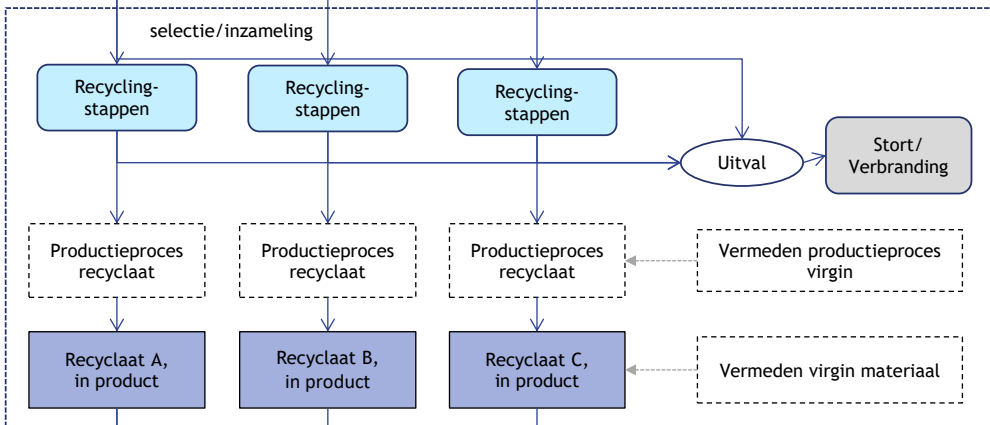 selectie/inzameling
Recycling-
stappen
Recycling-
stappen
Recycling-
stappen
Uitval
Stort/
Verbranding
Productieproces
recyclaat
Productieproces
recyclaat
Productieproces
recyclaat
Vermeden productieproces
virgin
Recyclaat A,
in product
Recyclaat B,
in product
Recyclaat C,
in product
Vermeden virgin materiaal